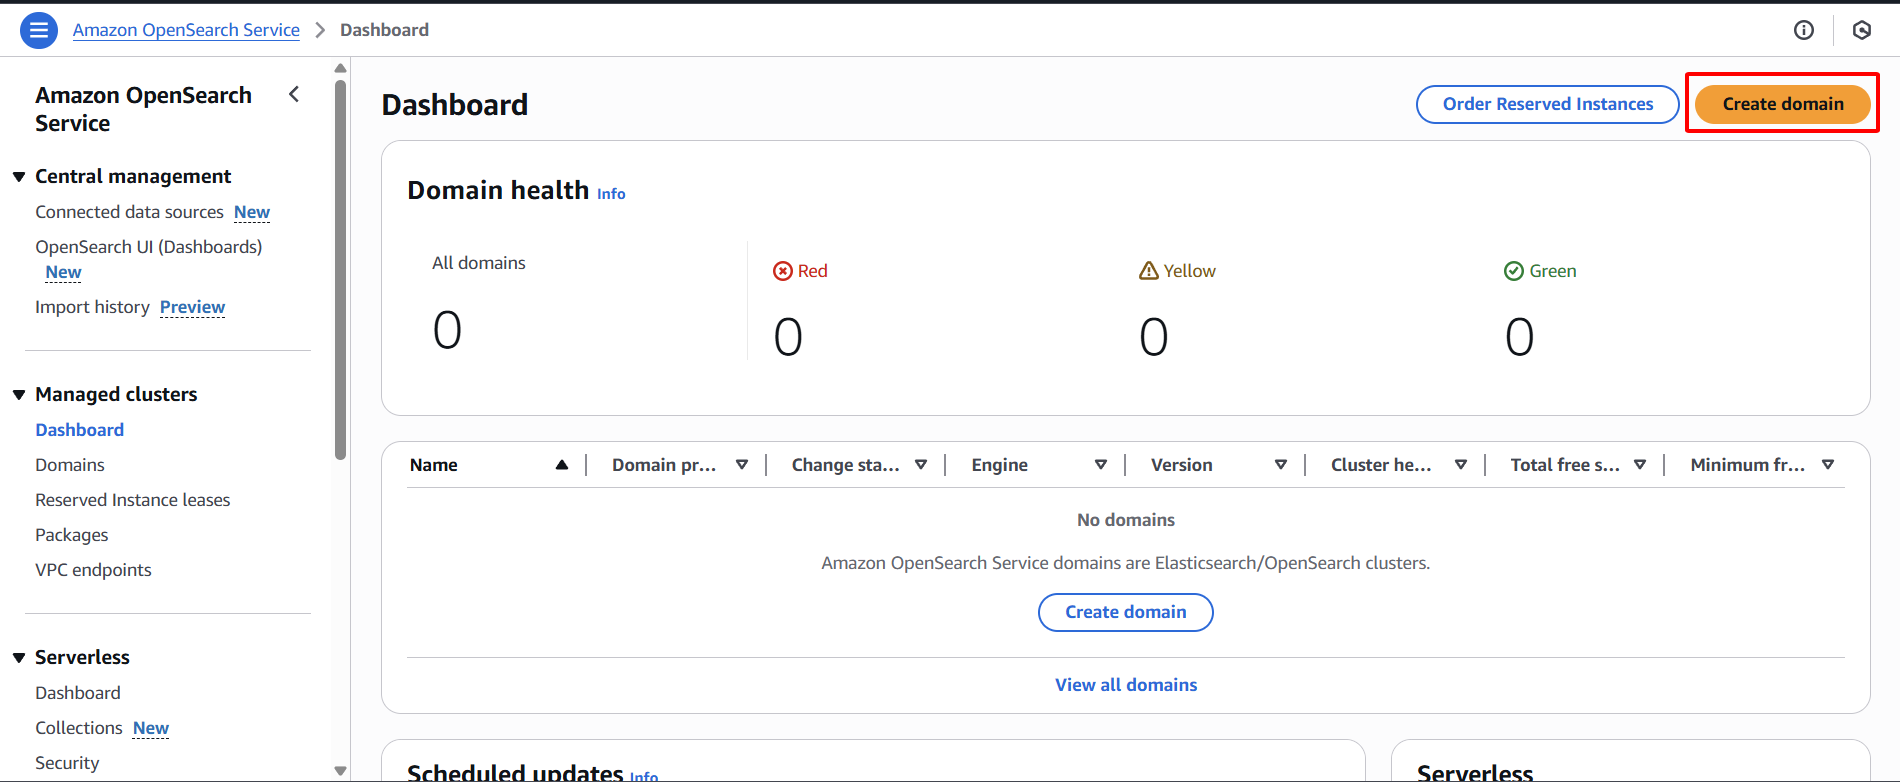 Amazon OpenSearch Service > Dashboard
Amazon OpenSearch
Service
Central management
Connected data sources New
OpenSearch UI (Dashboards)
New
Import history Preview
Managed clusters
Dashboard
Domains
Reserved Instance leases
Packages
VPC endpoints
Serverless
Dashboard
Collections New
Security
Dashboard
Order Reserved Instances
Create domain
Domain health Info
All domains
0
Red
0
Yellow
0
Green
0
Name
Domain pr...
Change sta...
Engine
Version
Cluster he...
Total free s...
Minimum fr...
No domains
Amazon OpenSearch Service domains are Elasticsearch/OpenSearch clusters.
Create domain
View all domains
Scheduled updates Info
Serverless